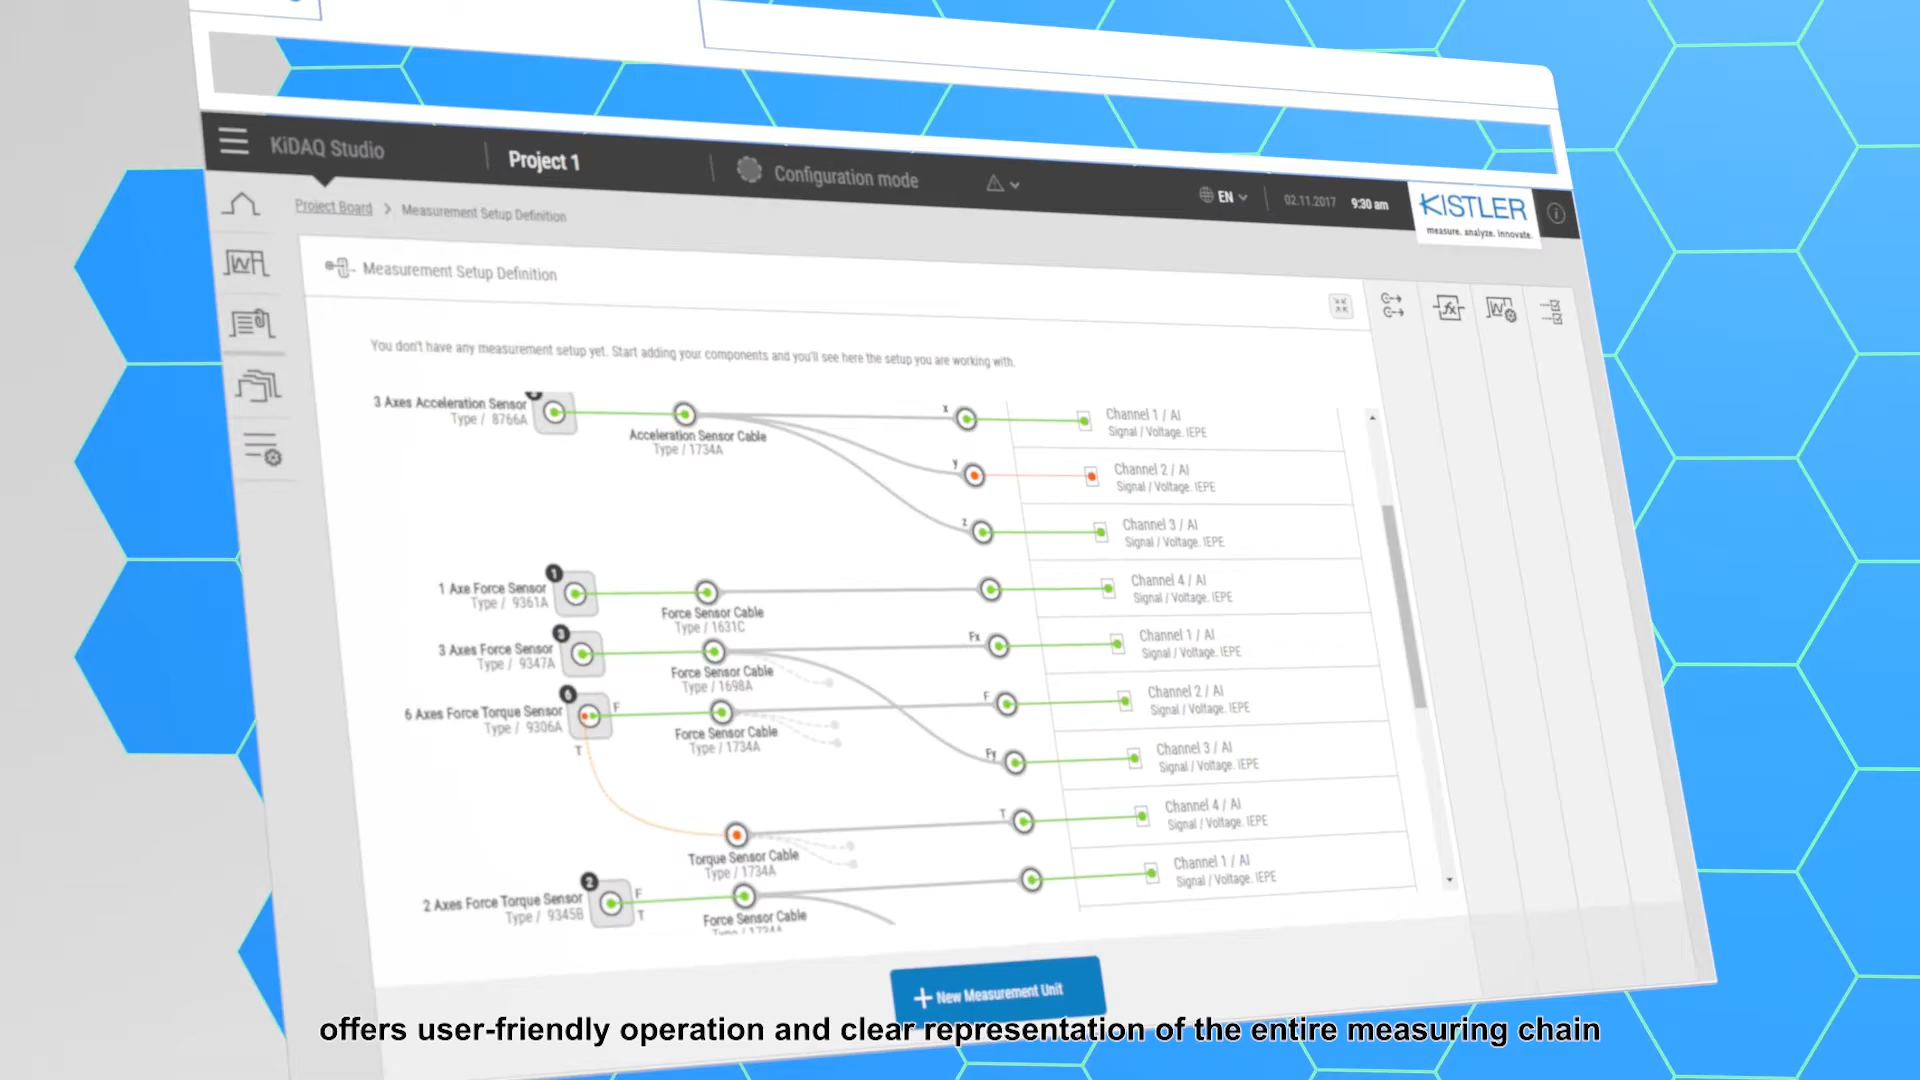 KiDAQ Studio
Project 1
Configuration mode
EN
02.11.2017
9:30 am
KISTLER
measure. analyze. innovate.
Project Board > Measurement Setup Definition
Measurement Setup Definition
You don't have any measurement setup yet. Start adding your components and you'll see here the setup you are working with.
3 Axes Acceleration Sensor
Type / 8766A
Acceleration Sensor Cable
Type / 1734A
x
Channel 1 / AI
Signal / Voltage. IEPE
y
Channel 2 / AI
Signal / Voltage. IEPE
z
Channel 3 / AI
Signal / Voltage. IEPE
1
1 Axe Force Sensor
Type / 9361A
Force Sensor Cable
Type / 1631C
Channel 4 / AI
Signal / Voltage. IEPE
3
3 Axes Force Sensor
Type / 9347A
Force Sensor Cable
Type / 1698A
Fx
Channel 1 / AI
Signal / Voltage. IEPE
6
6 Axes Force Torque Sensor
Type / 9306A
F
T
Force Sensor Cable
Type / 1734A
F
Channel 2 / AI
Signal / Voltage. IEPE
Fy
Channel 3 / AI
Signal / Voltage. IEPE
Torque Sensor Cable
Type / 1734A
T
Channel 4 / AI
Signal / Voltage. IEPE
2
2 Axes Force Torque Sensor
Type / 9345B
F
T
Force Sensor Cable
Type / 1734A
Channel 1 / AI
Signal / Voltage. IEPE
+ New Measurement Unit
offers user-friendly operation and clear representation of the entire measuring chain